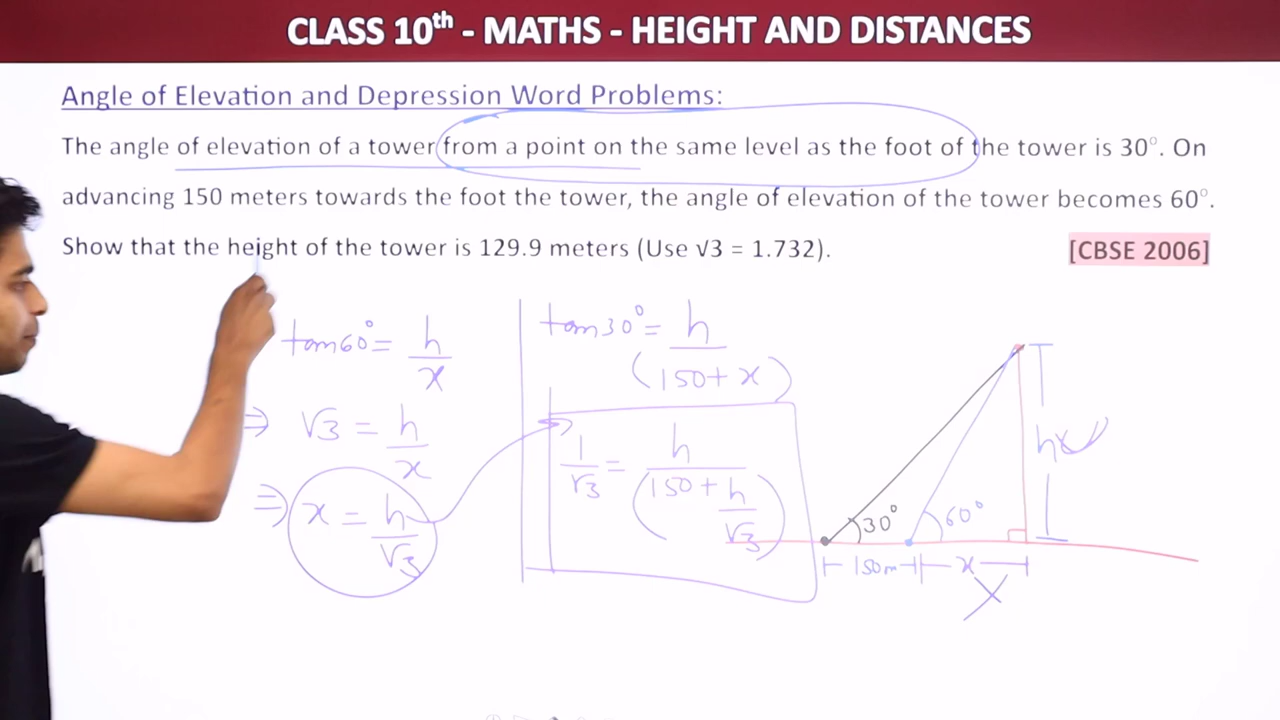 CLASS 10th - MATHS - HEIGHT AND DISTANCES
Angle of Elevation and Depression Word Problems:
The angle of elevation of a tower from a point on the same level as the foot of the tower is 30°. On
advancing 150 meters towards the foot the tower, the angle of elevation of the tower becomes 60°.
Show that the height of the tower is 129.9 meters (Use √3 = 1.732).
[CBSE 2006]
tan60° = h/x
⇒ √3 = h/x
⇒ x = h/√3
tan30° = h/(150+x)
1/√3 = h/(150+h/√3)
30°
60°
h
150m
x